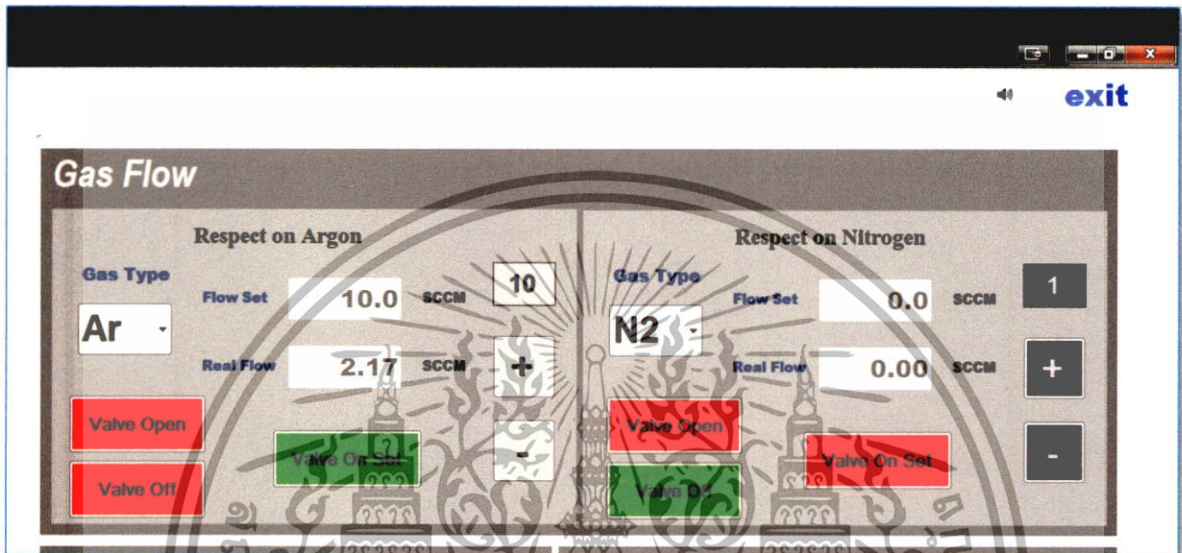 exit
Gas Flow
Respect on Argon
Gas Type
Ar
Flow Set 10.0 SCCM
10
Real Flow 2.17 SCCM
+
-
Valve Open
Valve Off
Valve On Set
Respect on Nitrogen
Gas Type
N2
Flow Set 0.0 SCCM
1
Real Flow 0.00 SCCM
+
-
Valve Open
Valve Off
Valve On Set